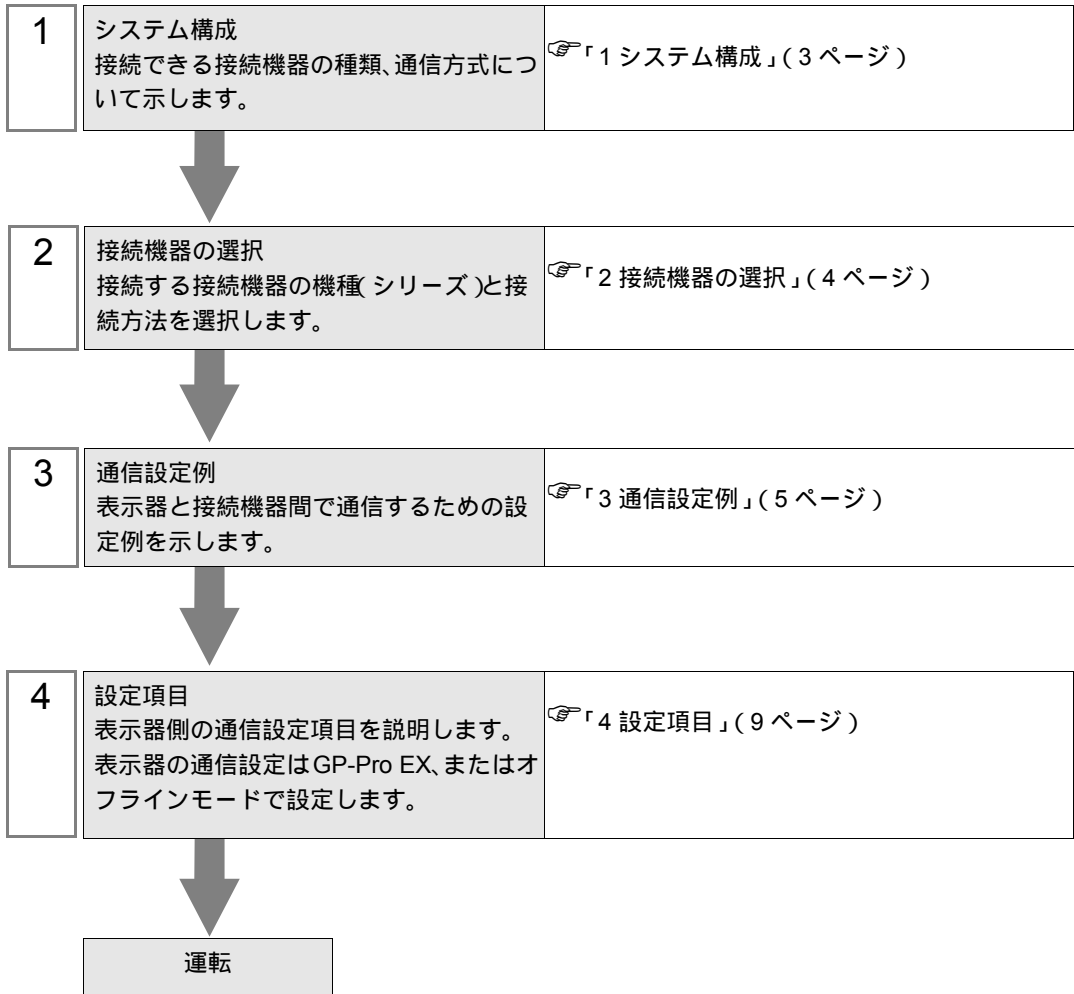 1
システム構成
接続できる接続機器の種類、通信方式につ
いて示します。
☞「1 システム構成」(3 ページ)
2
接続機器の選択
接続する接続機器の機種(シリーズ)と接
続方法を選択します。
☞「2 接続機器の選択」(4 ページ)
3
通信設定例
表示器と接続機器間で通信するための設
定例を示します。
☞「3 通信設定例」(5 ページ)
4
設定項目
表示器側の通信設定項目を説明します。
表示器の通信設定はGP-Pro EX、またはオ
フラインモードで設定します。
☞「4 設定項目」(9 ページ)
運転